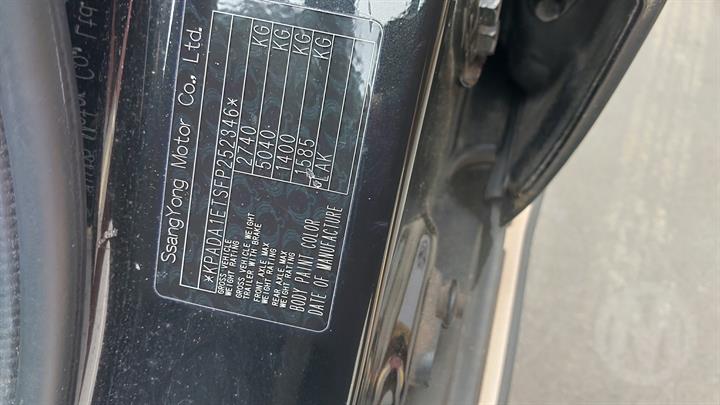 SsangYong Motor Co., Ltd.
*KPADA1ETSFP252346*
GROSS VEHICLE WEIGHT RATING 2740 KG
GROSS VEHICLE WEIGHT TRAILER WITH BRAKE 5040 KG
FRONT AXLE MAX WEIGHT RATING 1400 KG
REAR AXLE MAX WEIGHT RATING 1585 KG
BODY PAINT COLOR LAK
DATE OF MANUFACTURE